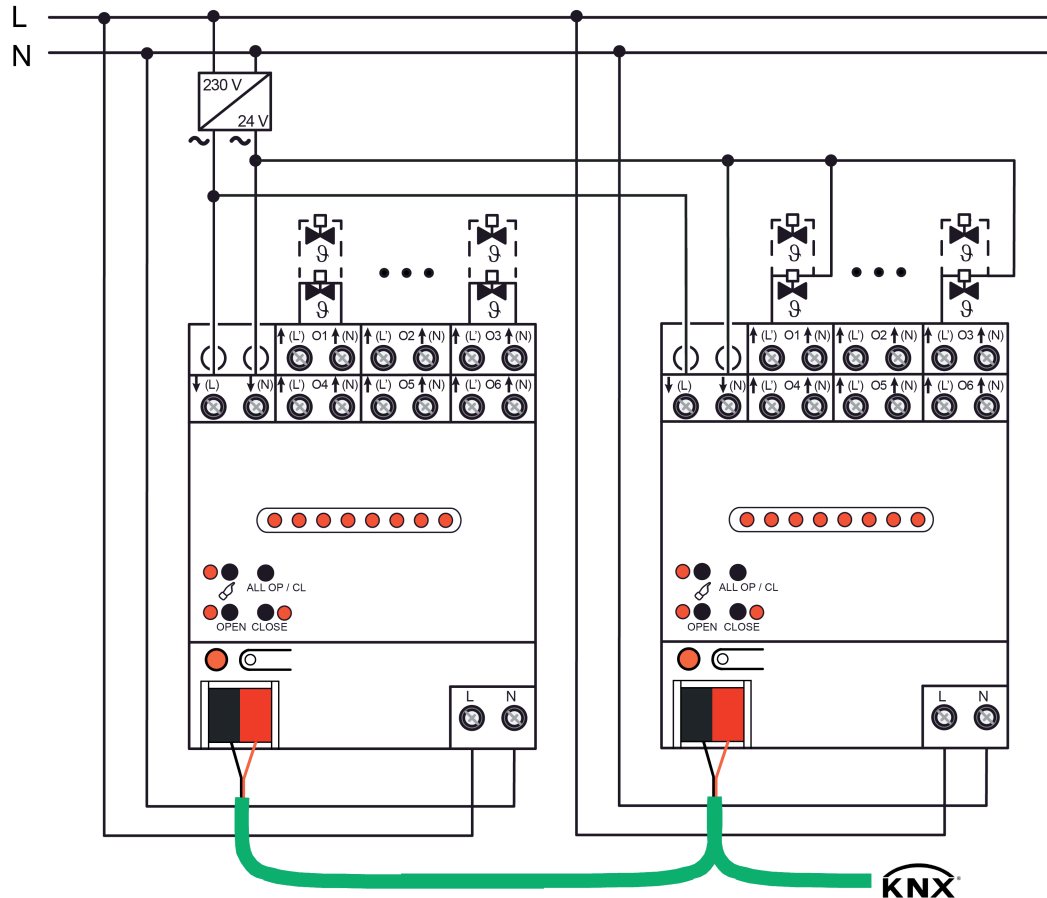 L
N
230 V
24 V
∼ ∼
ϑ ϑ ϑ ϑ
ϑ ϑ ϑ ϑ
(L') O1 (N) (L') O2 (N) (L') O3 (N) (L') O1 (N) (L') O2 (N) (L') O3 (N)
(L) (N) (L') O4 (N) (L') O5 (N) (L') O6 (N) (L) (N) (L') O4 (N) (L') O5 (N) (L') O6 (N)
ALL OP / CL ALL OP / CL
OPEN CLOSE OPEN CLOSE
L N L N
KNX®